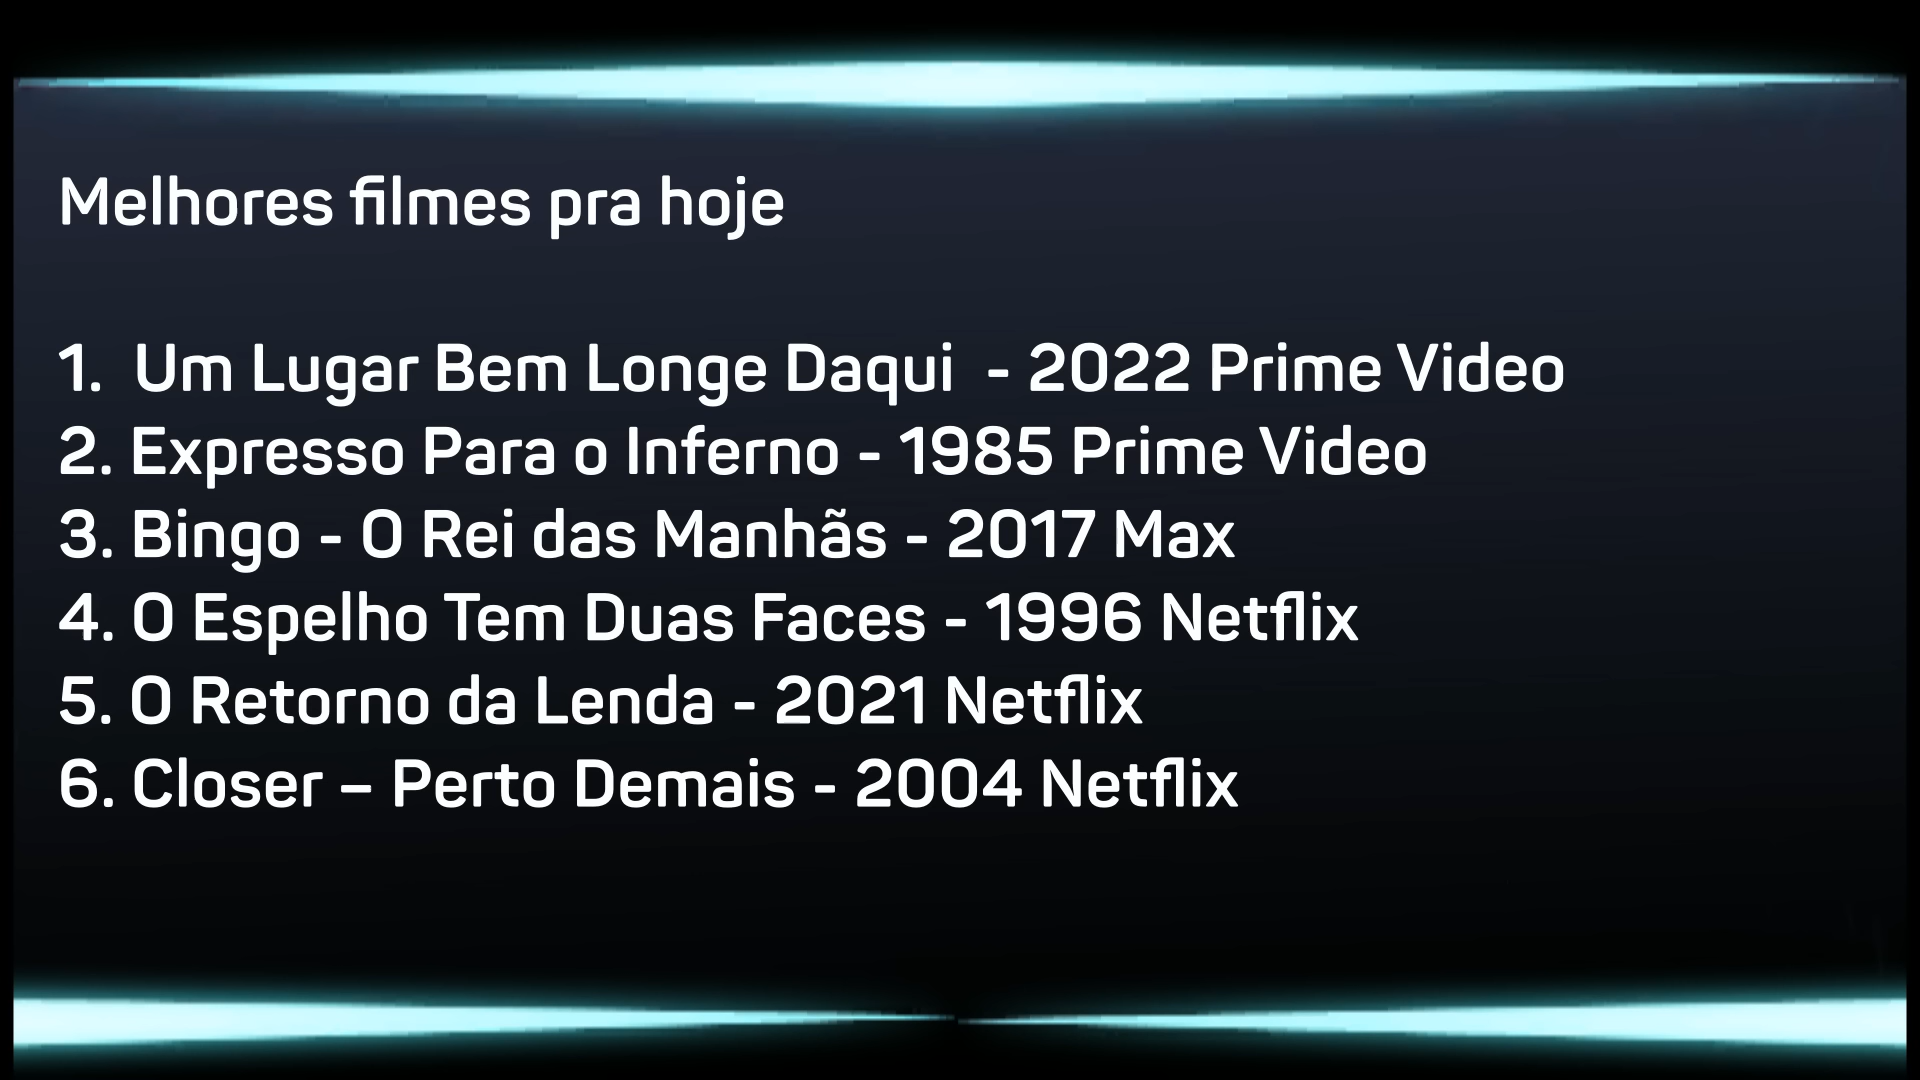 Melhores filmes pra hoje
1. Um Lugar Bem Longe Daqui - 2022 Prime Video
2. Expresso Para o Inferno - 1985 Prime Video
3. Bingo - O Rei das Manhãs - 2017 Max
4. O Espelho Tem Duas Faces - 1996 Netflix
5. O Retorno da Lenda - 2021 Netflix
6. Closer – Perto Demais - 2004 Netflix